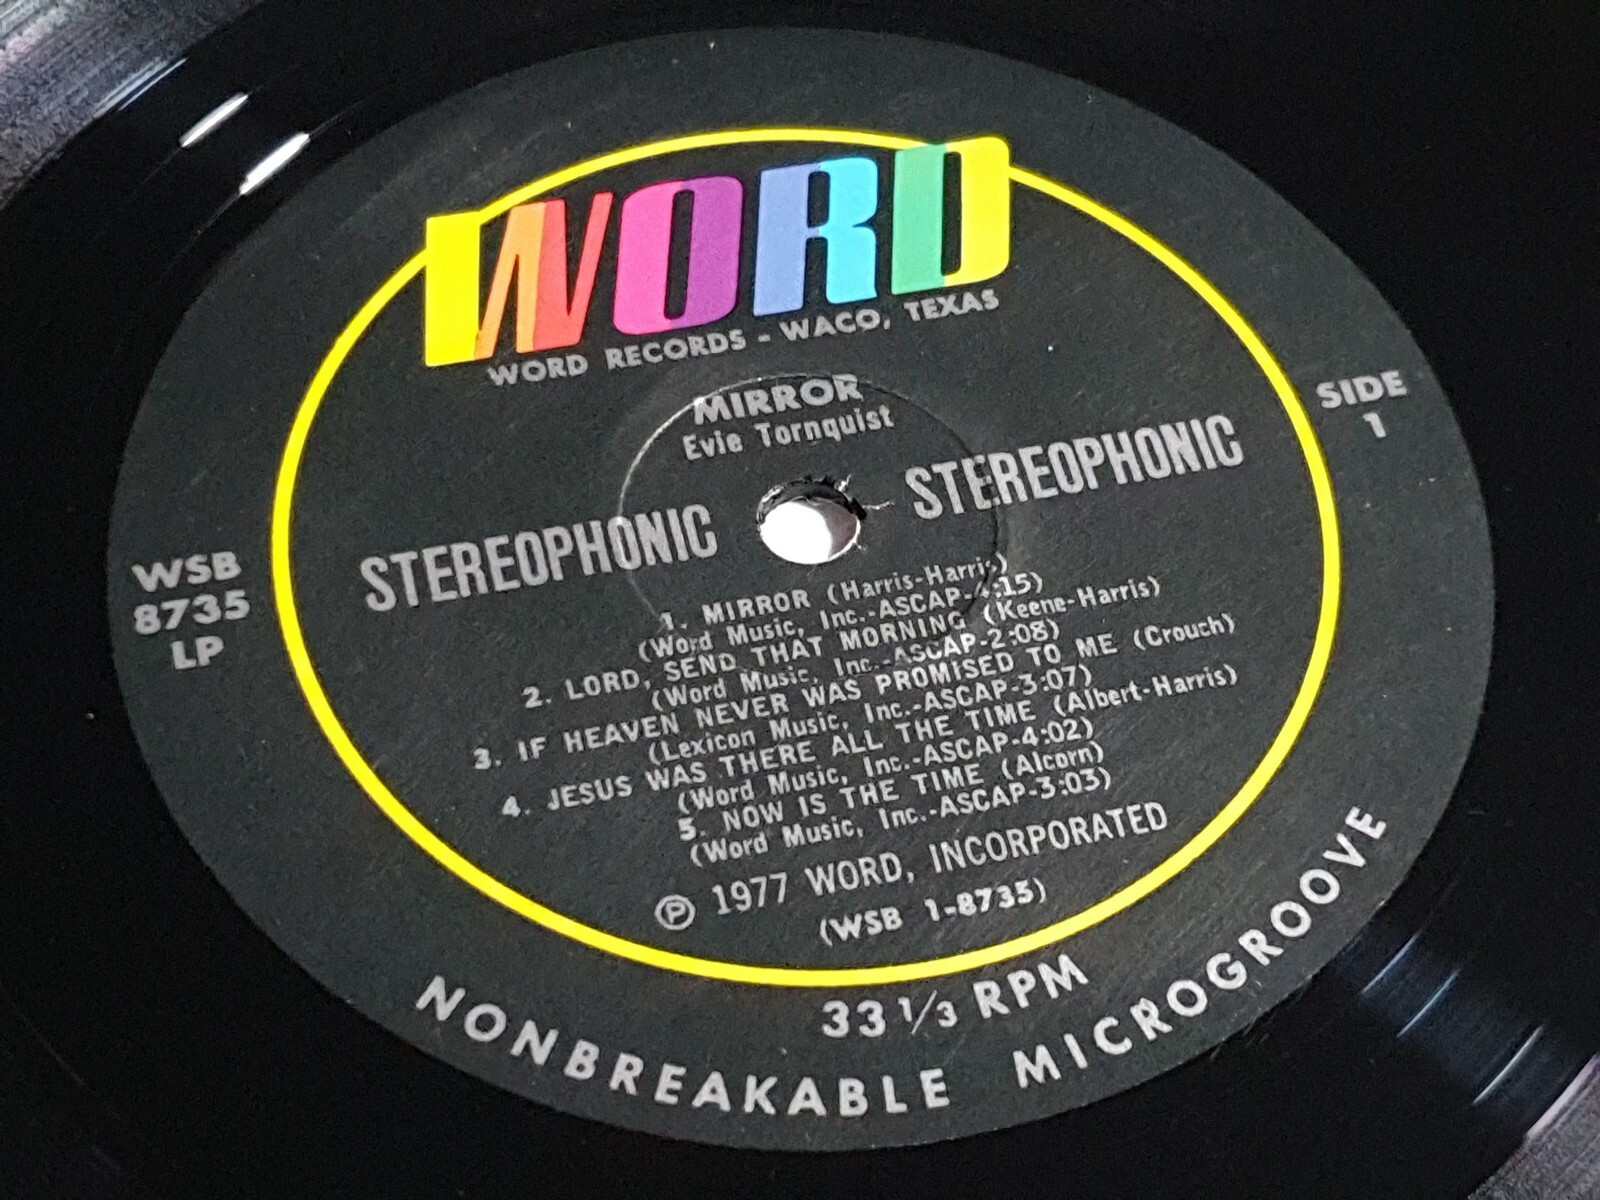 WORD
WORD RECORDS - WACO, TEXAS
MIRROR
Evie Tornquist
STEREOPHONIC STEREOPHONIC
SIDE
1
WSB
8735
LP
1. MIRROR (Harris-Harris)
(Word Music, Inc.-ASCAP- :15)
2. LORD, SEND THAT MORNING (Keene-Harris)
(Word Music, Inc.-ASCAP-2:08)
3. IF HEAVEN NEVER WAS PROMISED TO ME (Crouch)
(Lexicon Music, Inc.-ASCAP-3:07)
4. JESUS WAS THERE ALL THE TIME (Albert-Harris)
(Word Music, Inc.-ASCAP-4:02)
5. NOW IS THE TIME (Alcorn)
(Word Music, Inc.-ASCAP-3:03)
℗ 1977 WORD, INCORPORATED
(WSB 1-8735)
33 1/3 RPM
NONBREAKABLE MICROGROOVE